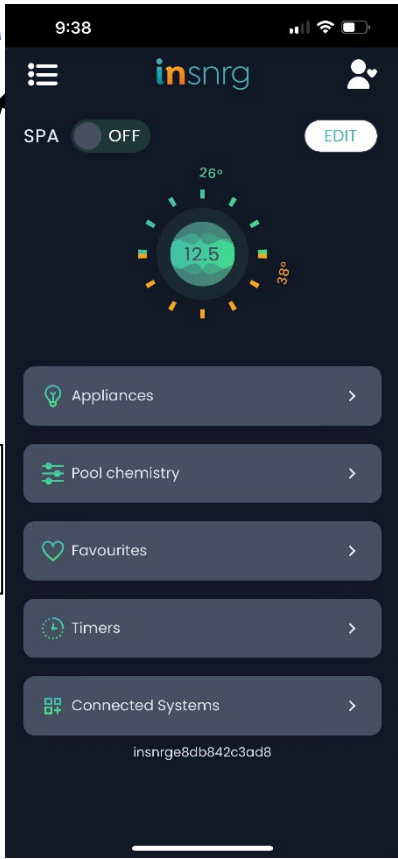 9:38
insnrg
SPA OFF EDIT
26°
12.5
38°
Appliances
Pool chemistry
Favourites
Timers
Connected Systems
insnrge8db842c3ad8